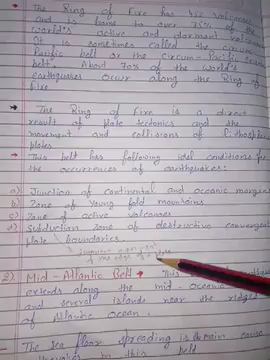 The Ring of Fire has 452 volcanoes
and is home to over 75% of the
world's active and dormant volcanoes
It is sometimes called the circum-
Pacific belt or the Circum-Pacific seismic
belt. About 90% of the world's
earthquakes occur along the Ring of
Fire
→ The Ring of Fire is a direct
result of plate tectonics and the
movement and collisions of lithospheric
plates
→ This belt has following ideal conditions for
the occurrences of earthquakes:
a) Junction of continental and oceanic margins
b) Zone of young fold mountains
c) Zone of active volcanoes
d) Subduction zone of destructive convergent
plate boundaries
2) Mid-Atlantic Belt → This
extends along the mid oceanic
and several islands near the ridges
of Atlantic ocean.
→ The sea floor spreading is main cause
in this belt